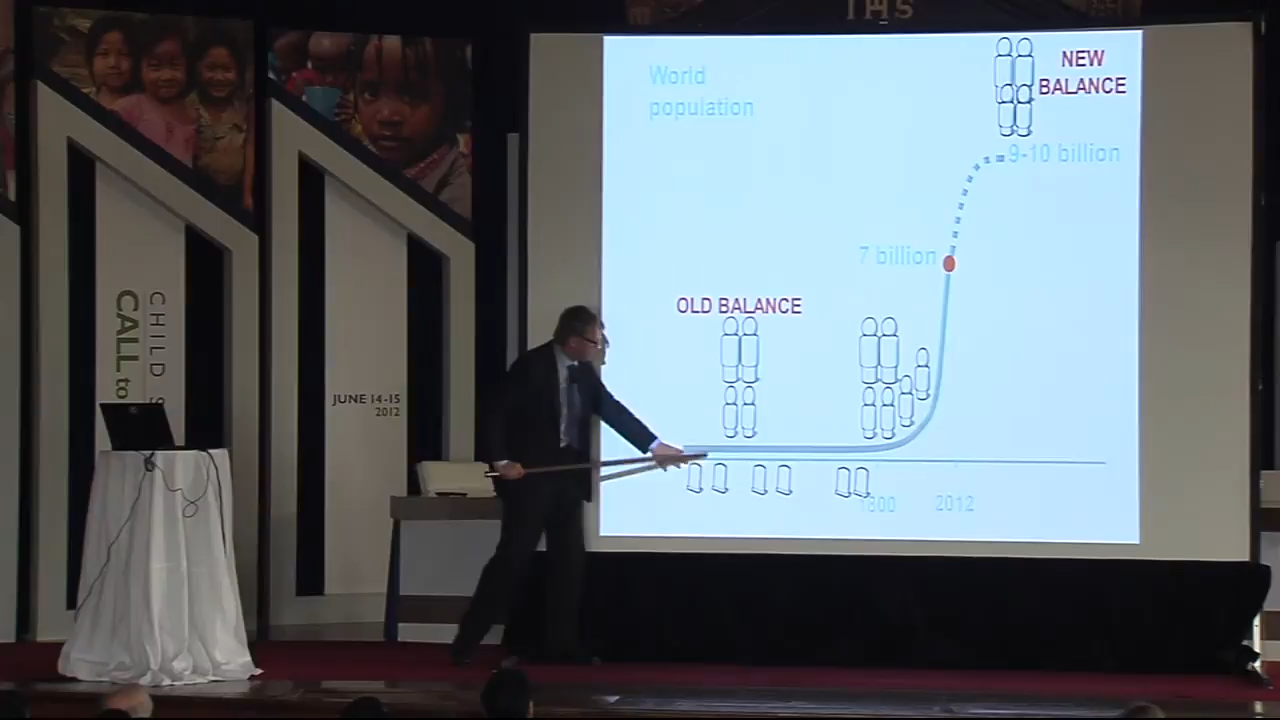 IHS
World
population
NEW
BALANCE
9-10 billion
7 billion
OLD BALANCE
1800
2012
CHILD
CALL to
JUNE 14-15
2012